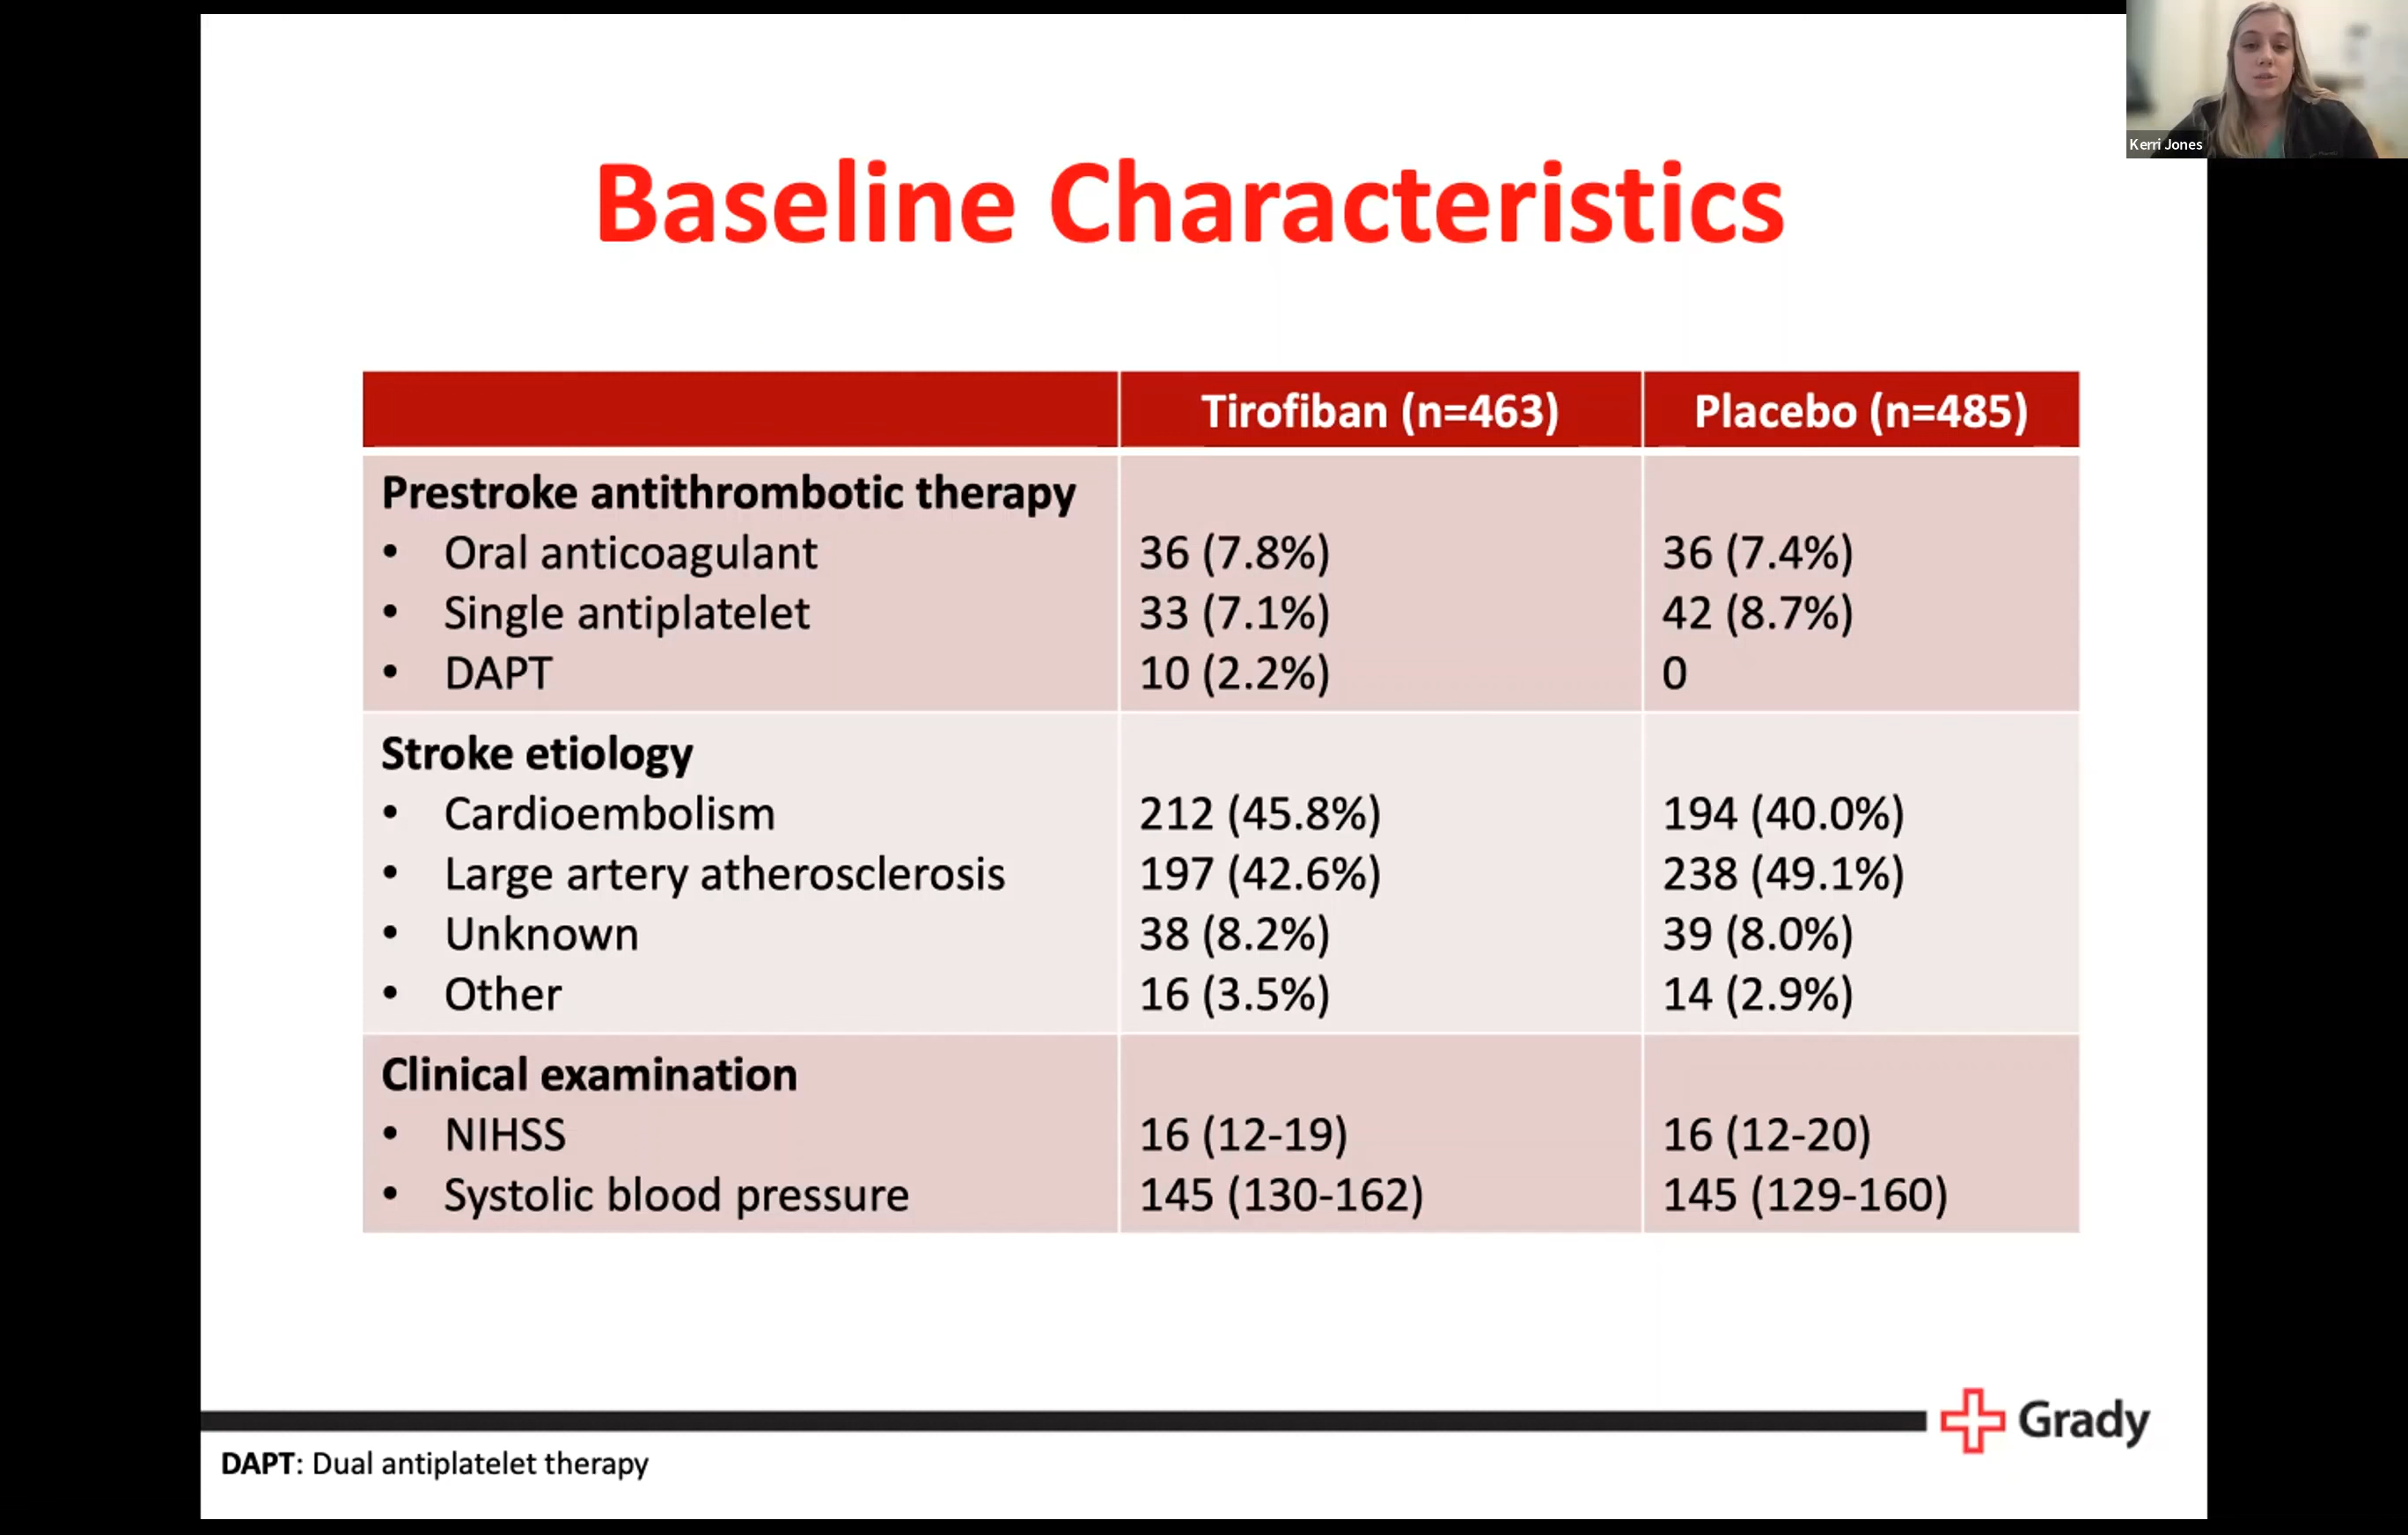 Kerri Jones
Baseline Characteristics
Tirofiban (n=463) Placebo (n=485)
Prestroke antithrombotic therapy
• Oral anticoagulant 36 (7.8%) 36 (7.4%)
• Single antiplatelet 33 (7.1%) 42 (8.7%)
• DAPT 10 (2.2%) 0
Stroke etiology
• Cardioembolism 212 (45.8%) 194 (40.0%)
• Large artery atherosclerosis 197 (42.6%) 238 (49.1%)
• Unknown 38 (8.2%) 39 (8.0%)
• Other 16 (3.5%) 14 (2.9%)
Clinical examination
• NIHSS 16 (12-19) 16 (12-20)
• Systolic blood pressure 145 (130-162) 145 (129-160)
Grady
DAPT: Dual antiplatelet therapy